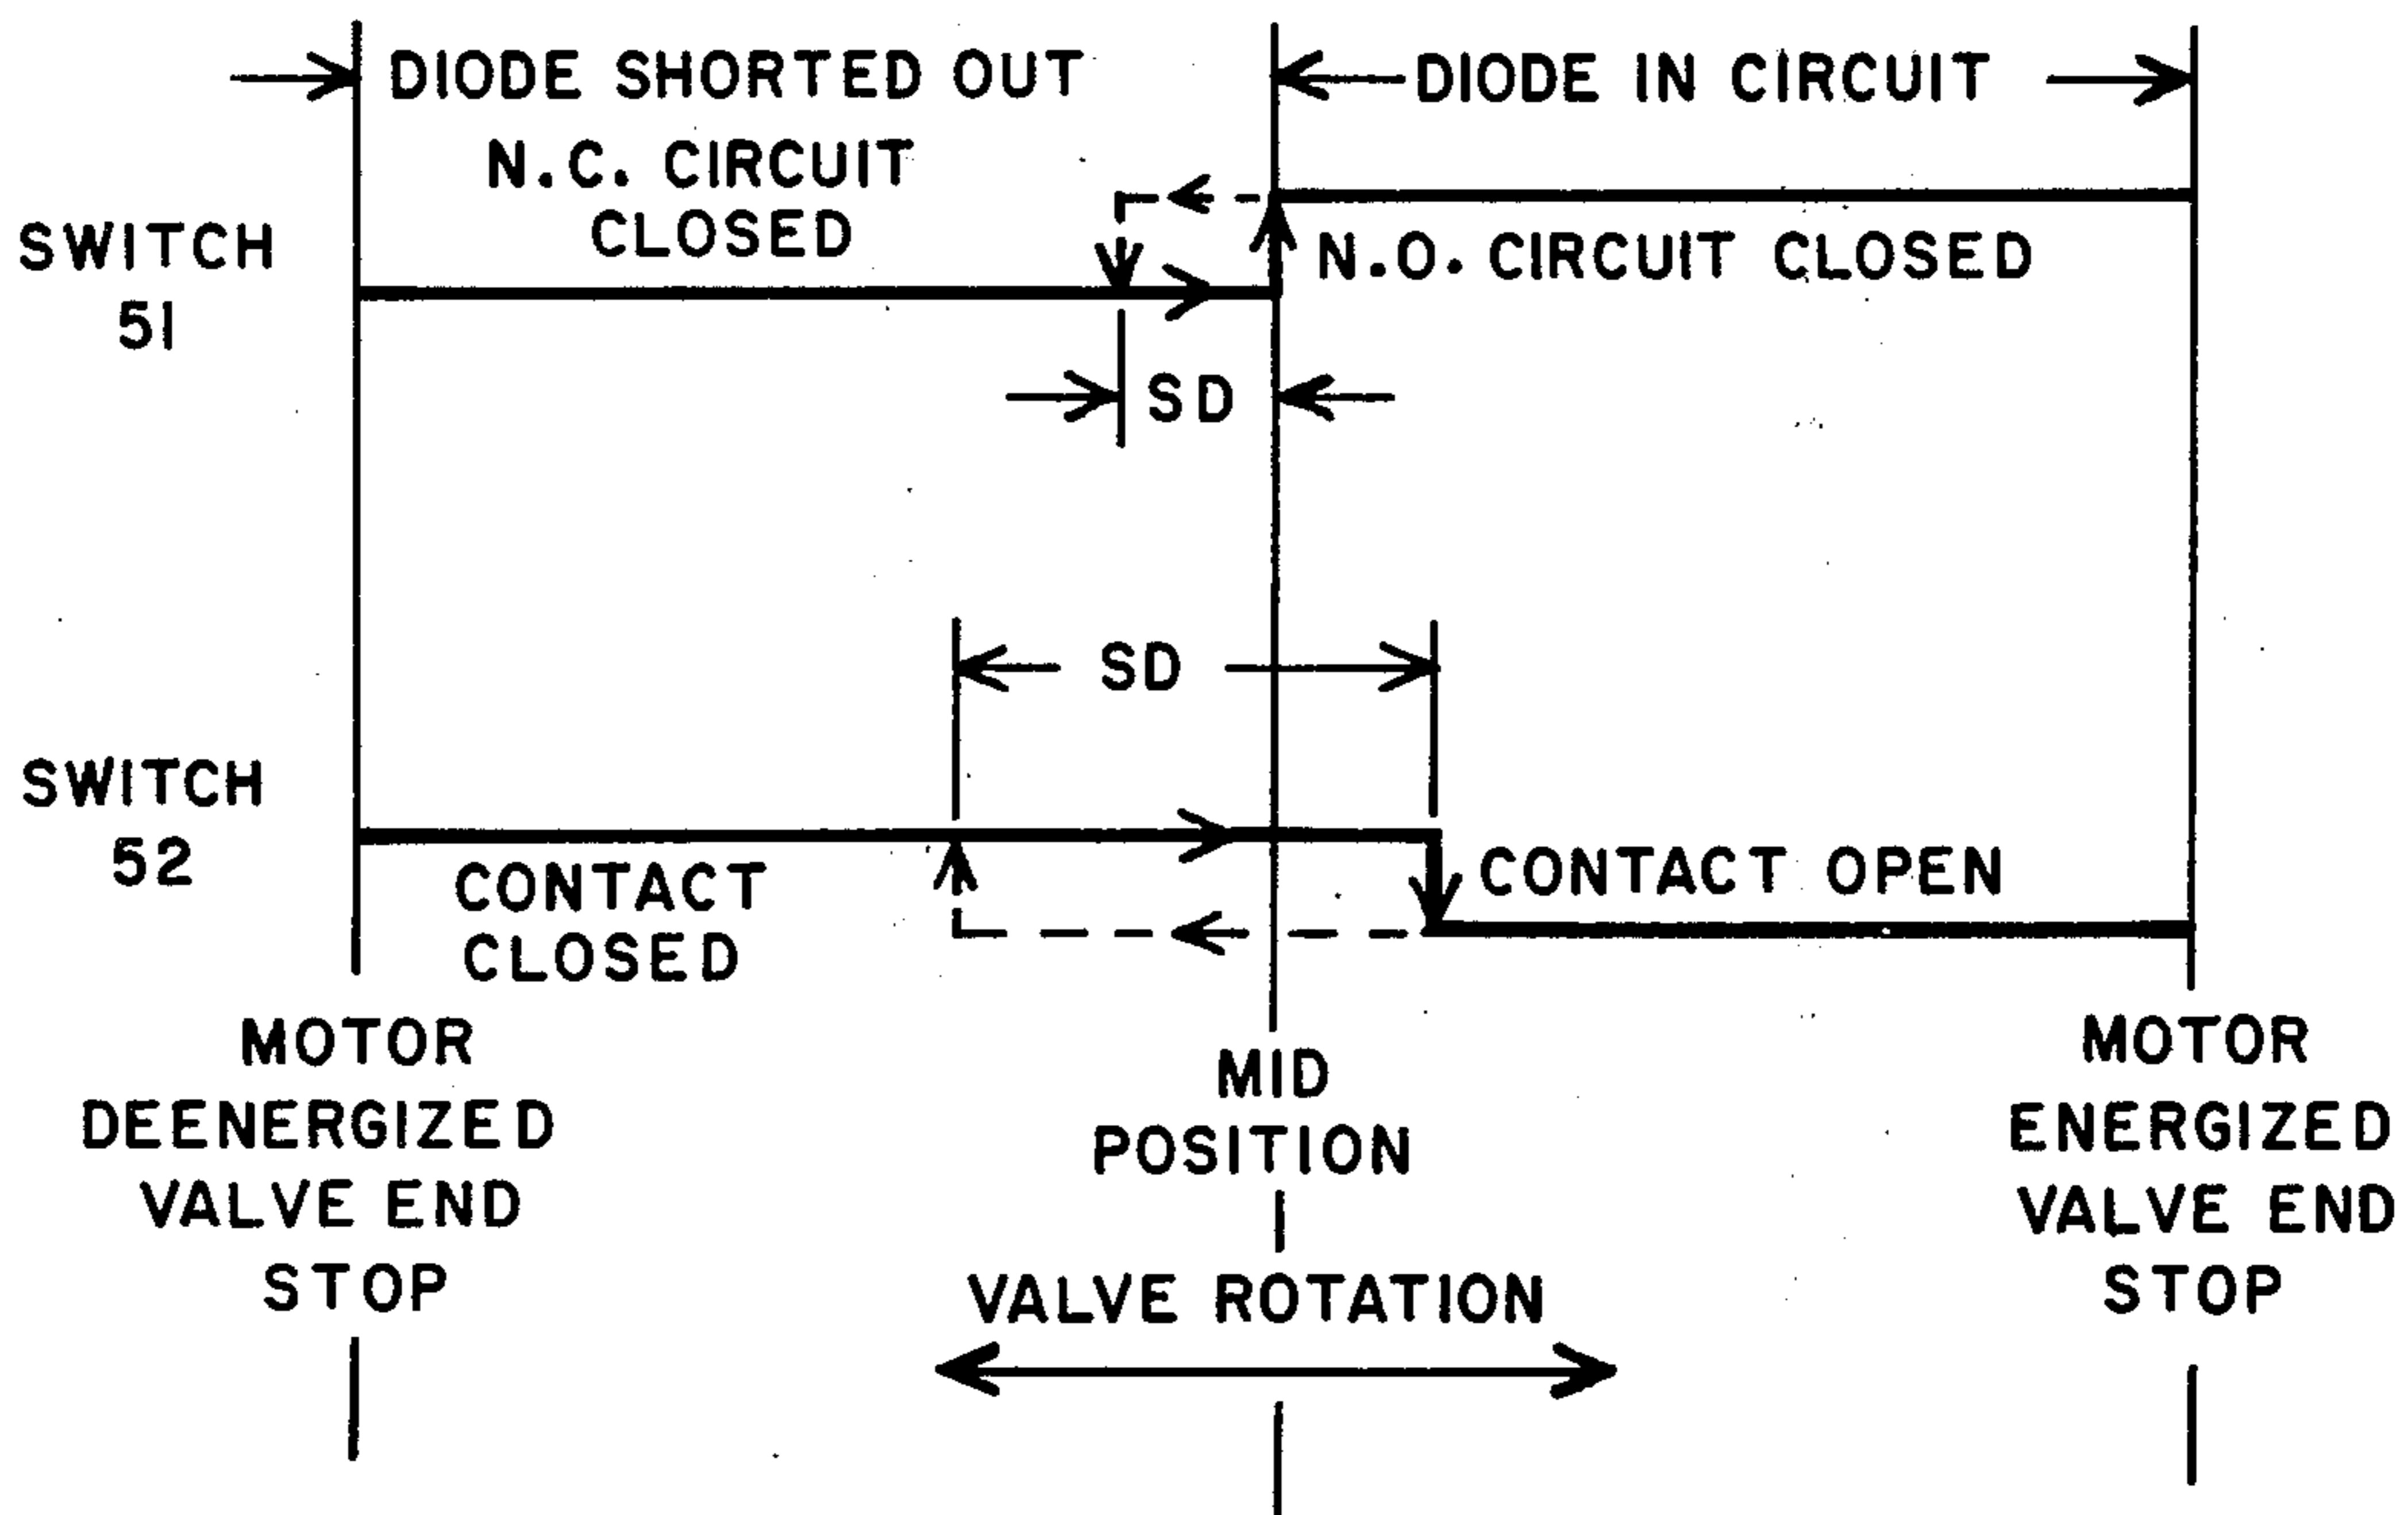 DIODE SHORTED OUT
DIODE IN CIRCUIT
N.C. CIRCUIT
CLOSED
SWITCH
51
N.O. CIRCUIT CLOSED
SD
SD
SWITCH
52
CONTACT
CLOSED
CONTACT OPEN
MOTOR
DEENERGIZED
VALVE END
STOP
MID
POSITION
VALVE ROTATION
MOTOR
ENERGIZED
VALVE END
STOP